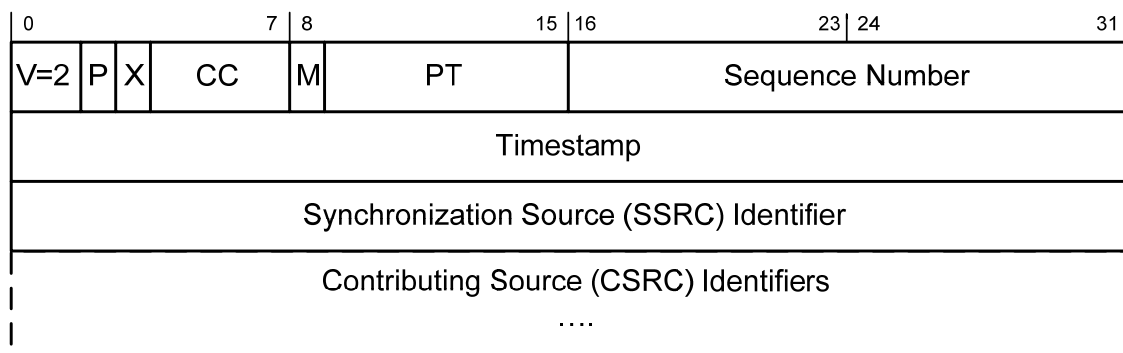 0 7 8 15 16 23 24 31
V=2 P X CC M PT Sequence Number
Timestamp
Synchronization Source (SSRC) Identifier
Contributing Source (CSRC) Identifiers
....